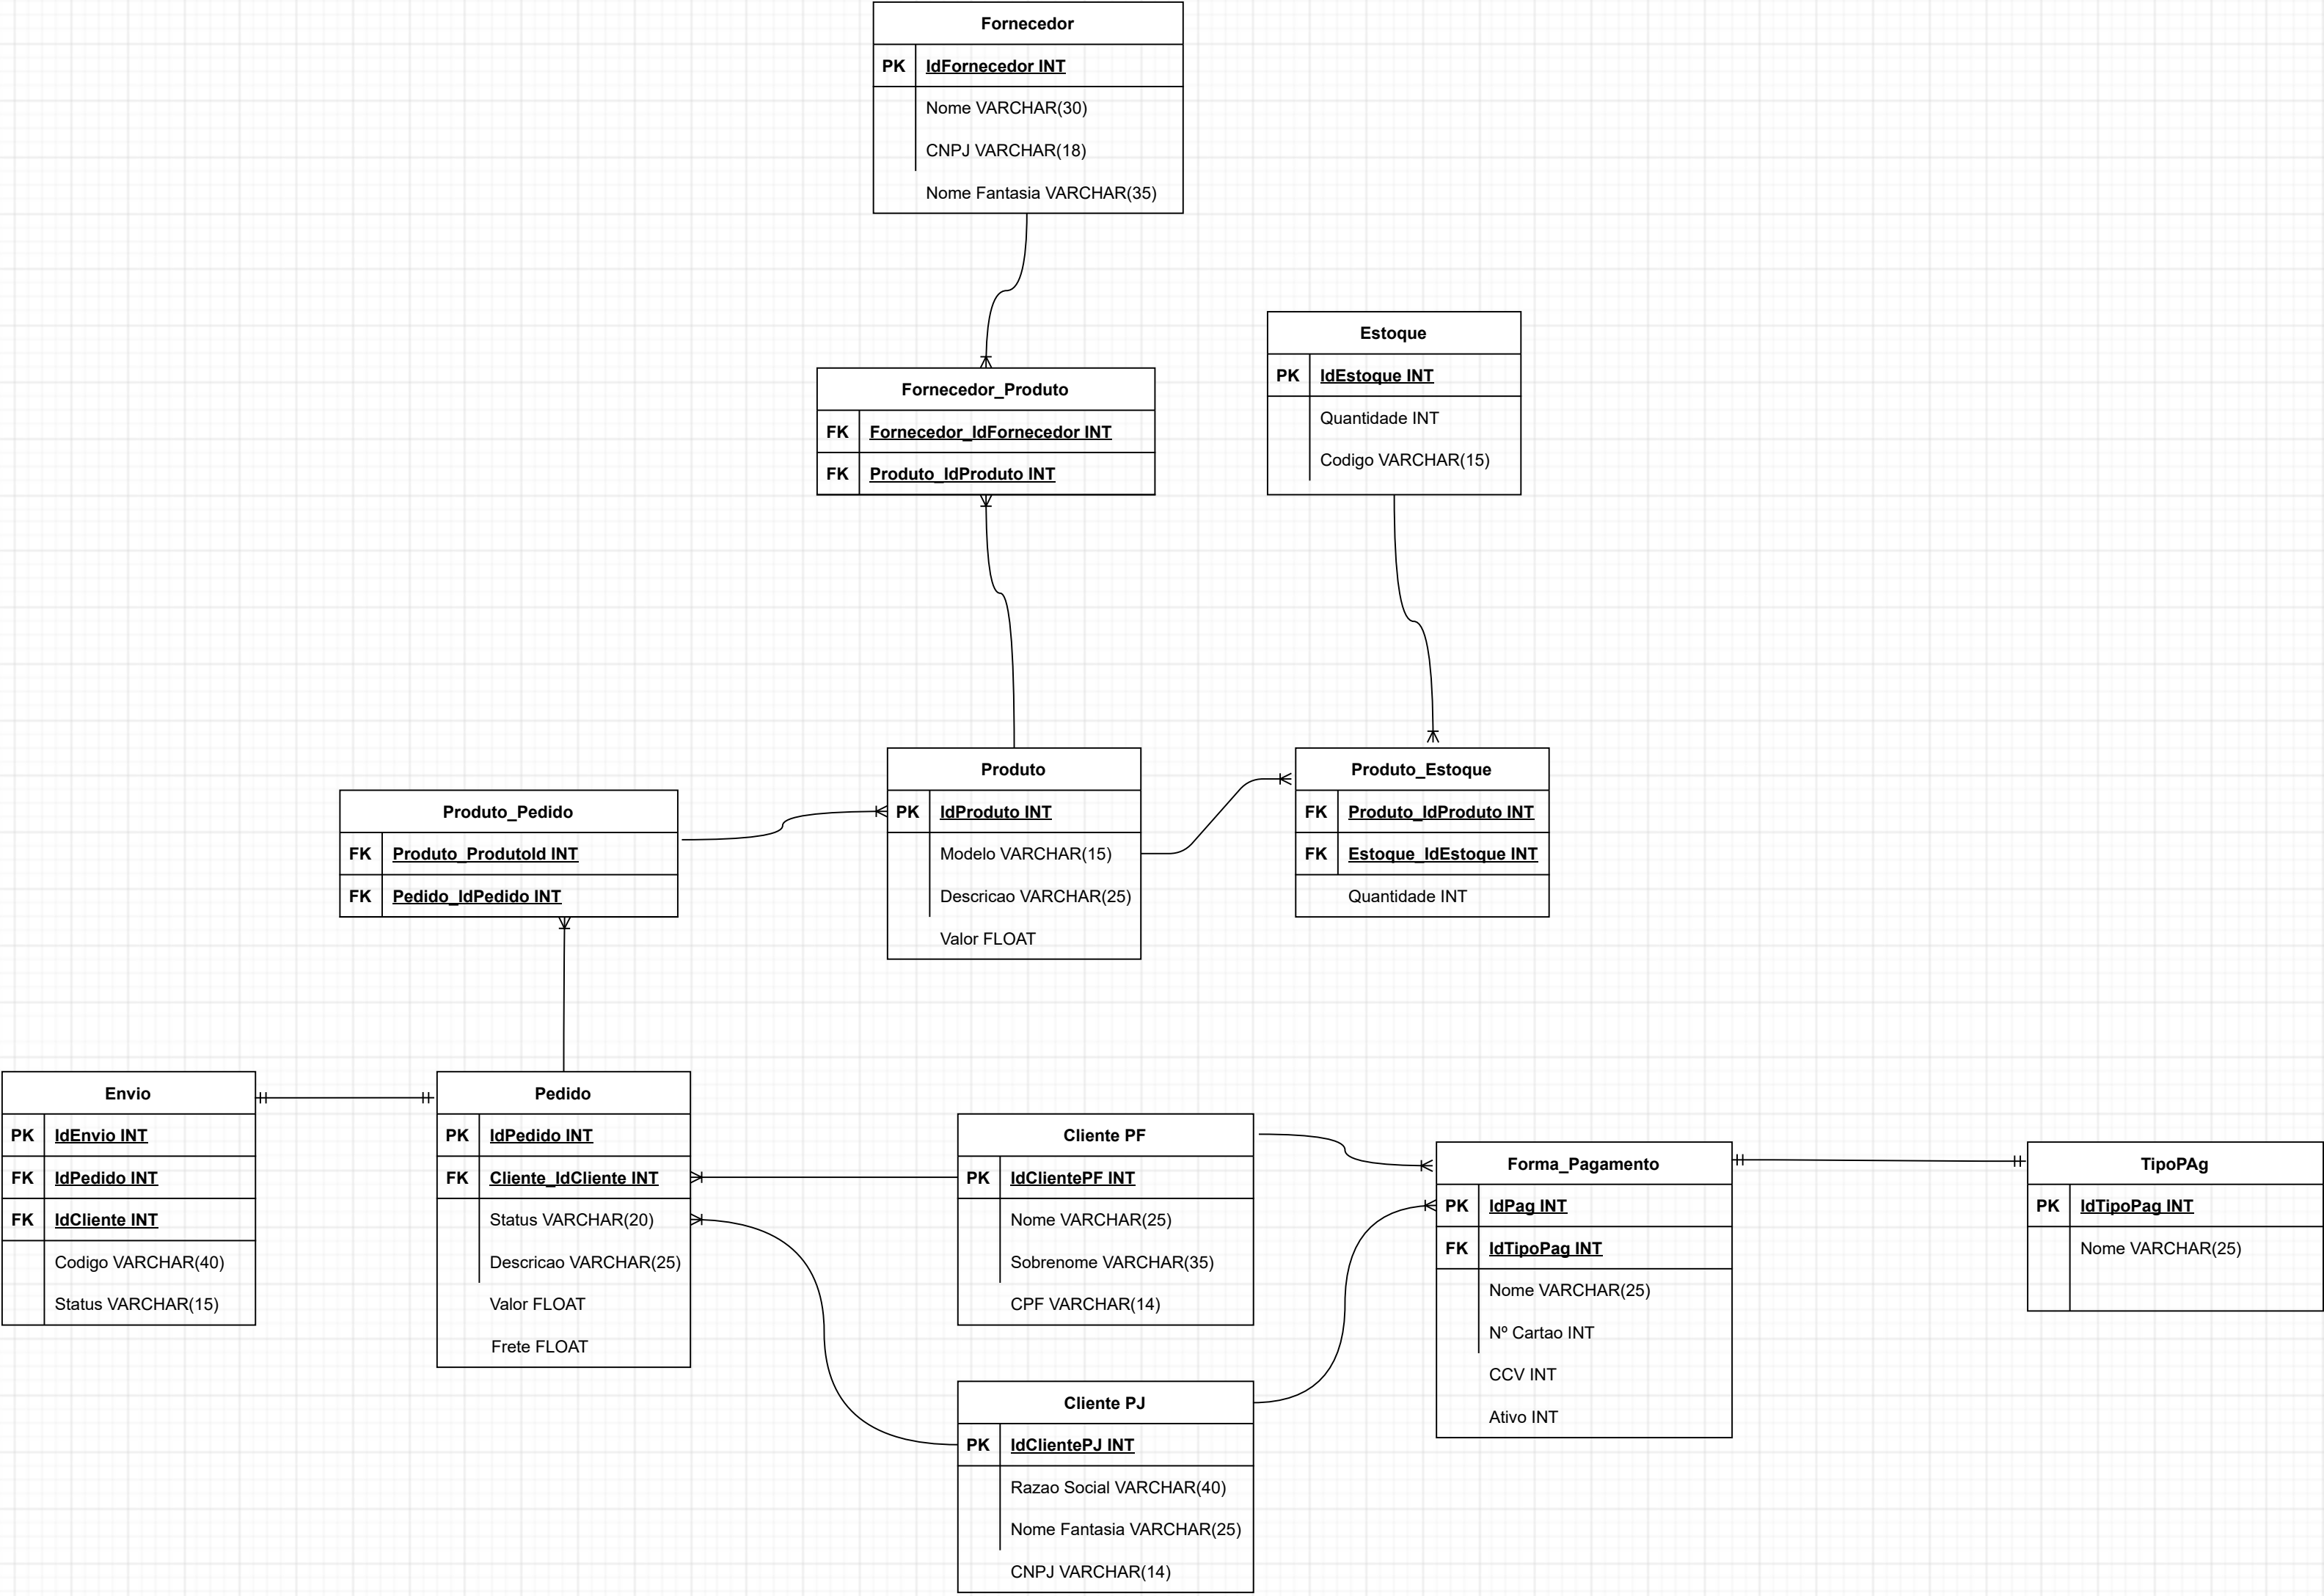 Fornecedor
PK IdFornecedor INT
Nome VARCHAR(30)
CNPJ VARCHAR(18)
Nome Fantasia VARCHAR(35)
Estoque
PK IdEstoque INT
Quantidade INT
Codigo VARCHAR(15)
Fornecedor_Produto
FK Fornecedor_IdFornecedor INT
FK Produto_IdProduto INT
Produto
PK IdProduto INT
Modelo VARCHAR(15)
Descricao VARCHAR(25)
Valor FLOAT
Produto_Estoque
FK Produto_IdProduto INT
FK Estoque_IdEstoque INT
Quantidade INT
Produto_Pedido
FK Produto_ProdutoId INT
FK Pedido_IdPedido INT
Envio
PK IdEnvio INT
FK IdPedido INT
FK IdCliente INT
Codigo VARCHAR(40)
Status VARCHAR(15)
Pedido
PK IdPedido INT
FK Cliente_IdCliente INT
Status VARCHAR(20)
Descricao VARCHAR(25)
Valor FLOAT
Frete FLOAT
Cliente PF
PK IdClientePF INT
Nome VARCHAR(25)
Sobrenome VARCHAR(35)
CPF VARCHAR(14)
Forma_Pagamento
PK IdPag INT
FK IdTipoPag INT
Nome VARCHAR(25)
Nº Cartao INT
CCV INT
Ativo INT
TipoPAg
PK IdTipoPag INT
Nome VARCHAR(25)
Cliente PJ
PK IdClientePJ INT
Razao Social VARCHAR(40)
Nome Fantasia VARCHAR(25)
CNPJ VARCHAR(14)